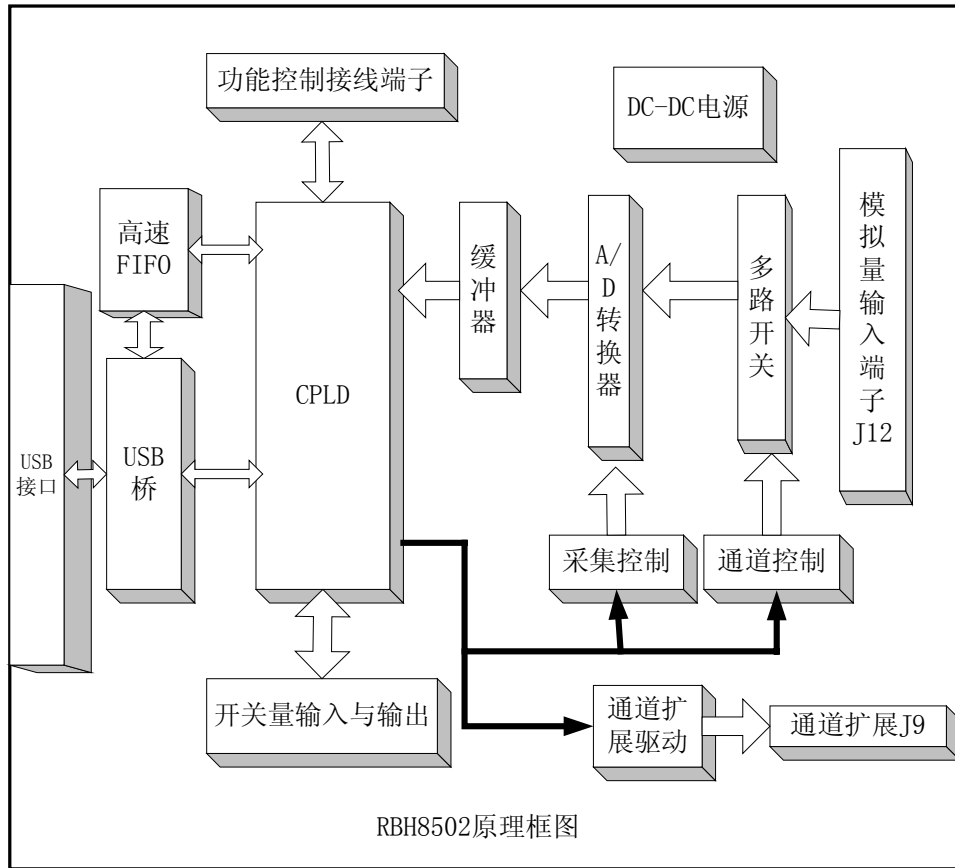 功能控制接线端子
DC-DC电源
高速
FIFO
缓
冲
器
A/
D
转
换
器
多
路
开
关
模
拟
量
输
入
端
子
J12
CPLD
USB
接口
USB
桥
采集控制
通道控制
开关量输入与输出
通道扩
展驱动
通道扩展J9
RBH8502原理框图